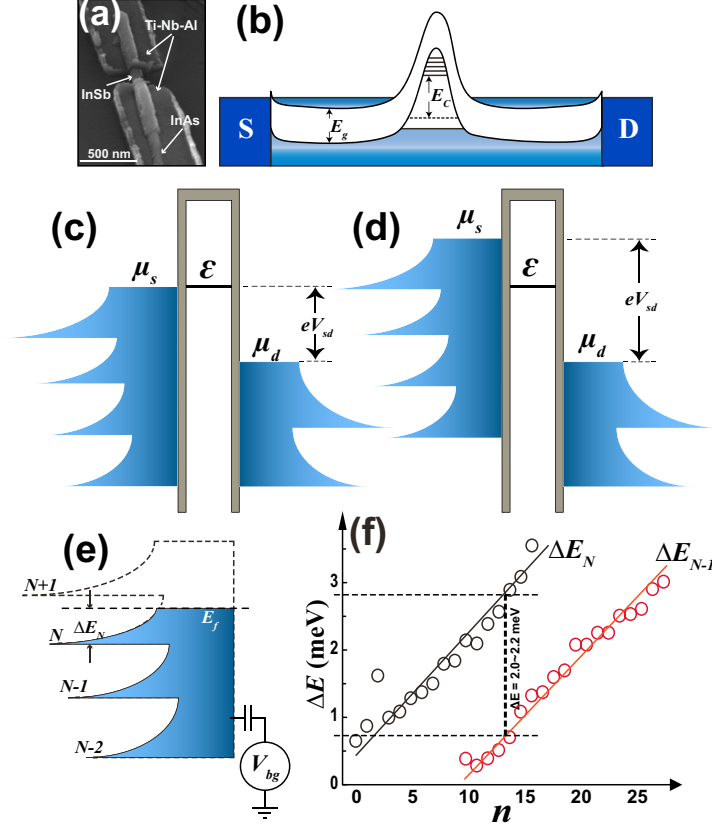 (a)
Ti-Nb-Al
InSb
InAs
500 nm
(b)
S
E_g
E_C
D
(c)
μ_s
ε
eV_sd
μ_d
(d)
μ_s
ε
eV_sd
μ_d
(e)
N+1
ΔE_N
E_f
N
N-1
N-2
V_bg
(f)
ΔE_N
ΔE_N-1
ΔE (meV)
3
2
1
0
ΔE = 2.0~2.2 meV
0 5 10 15 20 25
n